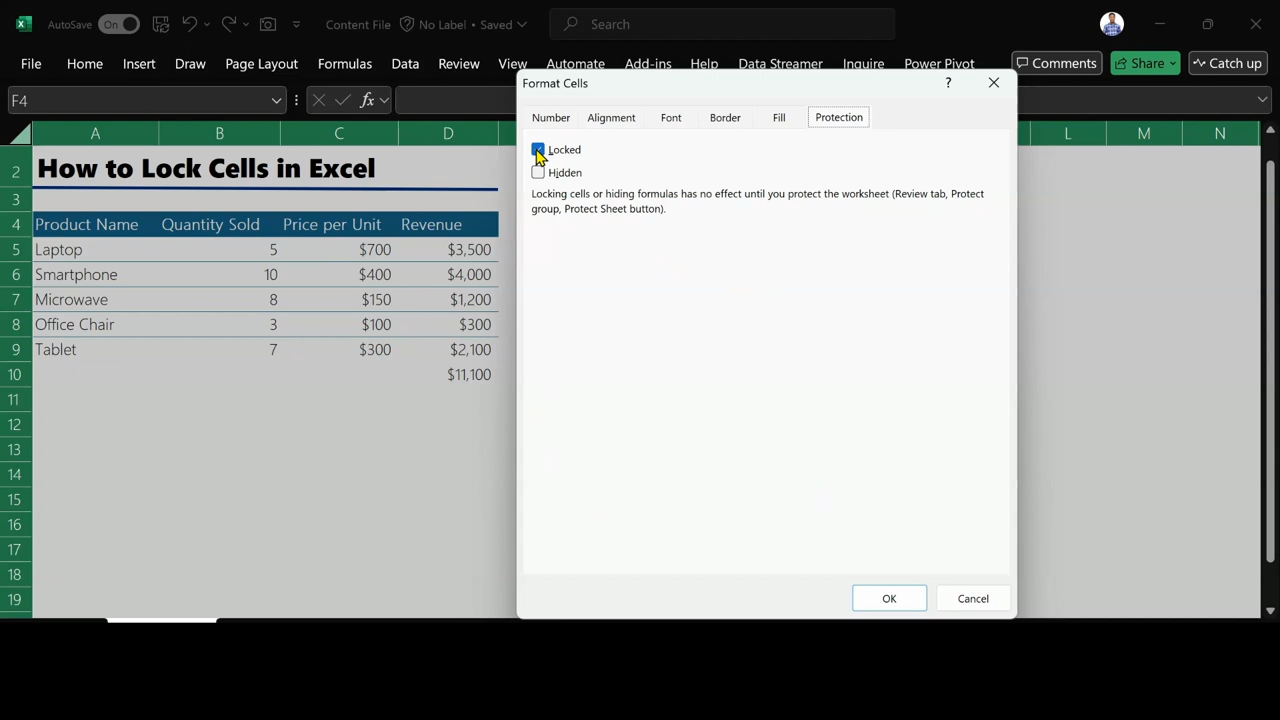 AutoSave On Content File No Label • Saved Search
File Home Insert Draw Page Layout Formulas Data Review View Automate Add-ins Help Data Streamer Inquire Power Pivot Comments Share Catch up
F4 fx
A B C D L M N
Format Cells ?
Number Alignment Font Border Fill Protection
Locked
Hidden
Locking cells or hiding formulas has no effect until you protect the worksheet (Review tab, Protect
group, Protect Sheet button).
OK Cancel
2 How to Lock Cells in Excel
3
4 Product Name Quantity Sold Price per Unit Revenue
5 Laptop 5 $700 $3,500
6 Smartphone 10 $400 $4,000
7 Microwave 8 $150 $1,200
8 Office Chair 3 $100 $300
9 Tablet 7 $300 $2,100
10 $11,100
11
12
13
14
15
16
17
18
19